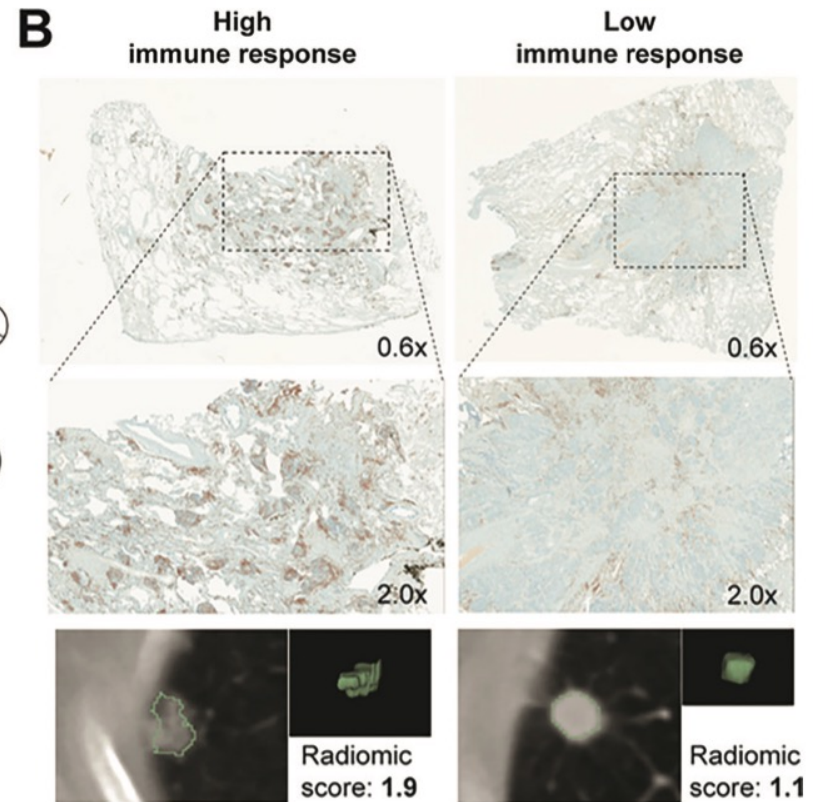 B
High
immune response
Low
immune response
0.6x
0.6x
2.0x
2.0x
Radiomic
score: 1.9
Radiomic
score: 1.1